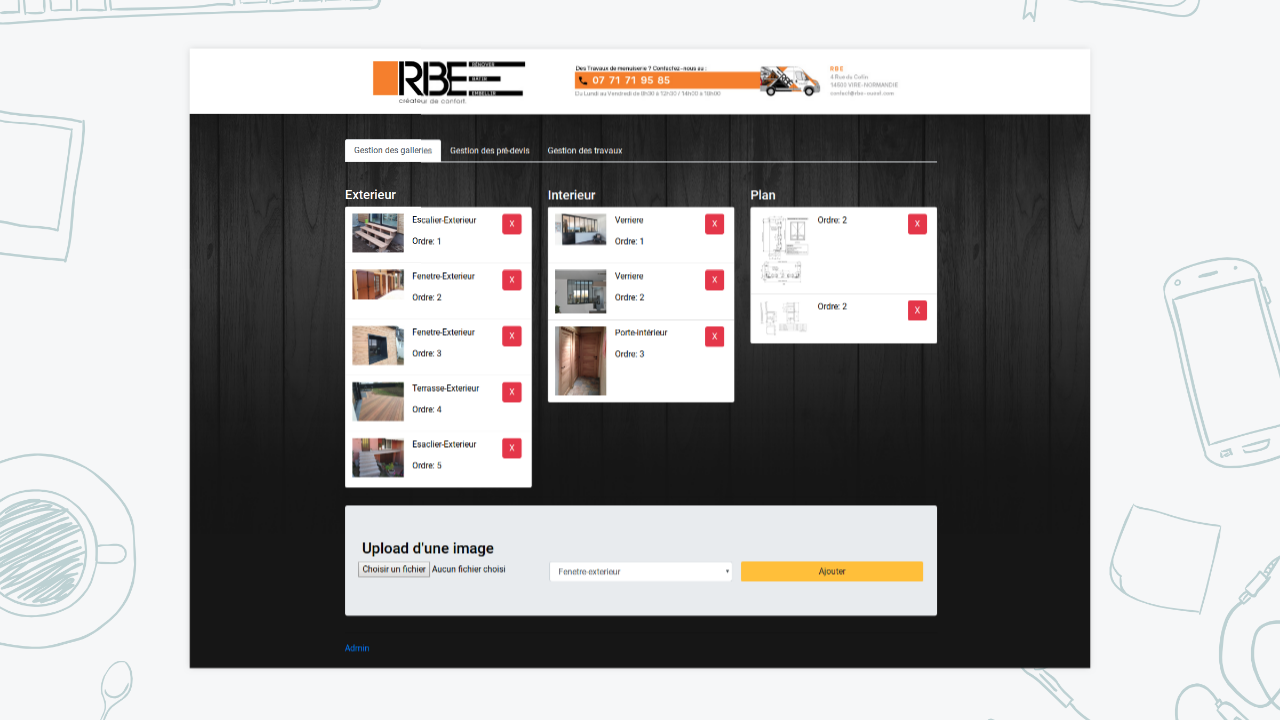 RBE
RÉNOVER
BÂTIR
EMBELLIR
créateur de confort.
Des Travaux de menuiserie ? Contactez-nous au :
07 71 71 95 85
Du Lundi au Vendredi de 8h30 à 12h30 / 14h00 à 18h00
RBE
4 Rue du Cotin
14500 VIRE-NORMANDIE
contact@rbe-ouest.com
Gestion des galleries
Gestion des pré-devis
Gestion des travaux
Exterieur
Escalier-Exterieur
X
Ordre: 1
Fenetre-Exterieur
X
Ordre: 2
Fenetre-Exterieur
X
Ordre: 3
Terrasse-Exterieur
X
Ordre: 4
Esaclier-Exterieur
X
Ordre: 5
Interieur
Verriere
X
Ordre: 1
Verriere
X
Ordre: 2
Porte-Intérieur
X
Ordre: 3
Plan
Ordre: 2
X
Ordre: 2
X
Upload d'une image
Choisir un fichier Aucun fichier choisi
Fenetre-exterieur
Ajouter
Admin